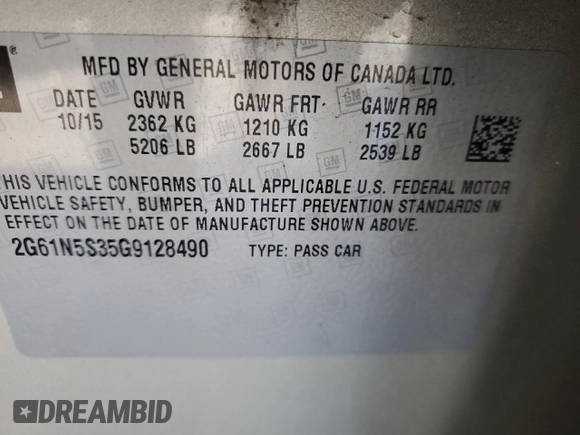 MFD BY GENERAL MOTORS OF CANADA LTD.
DATE GVWR GAWR FRT GAWR RR
10/15 2362 KG 1210 KG 1152 KG
5206 LB 2667 LB 2539 LB
THIS VEHICLE CONFORMS TO ALL APPLICABLE U.S. FEDERAL MOTOR
VEHICLE SAFETY, BUMPER, AND THEFT PREVENTION STANDARDS IN
EFFECT ON THE DATE OF MANUFACTURE SHOWN ABOVE.
2G61N5S35G9128490 TYPE: PASS CAR
DREAMBID